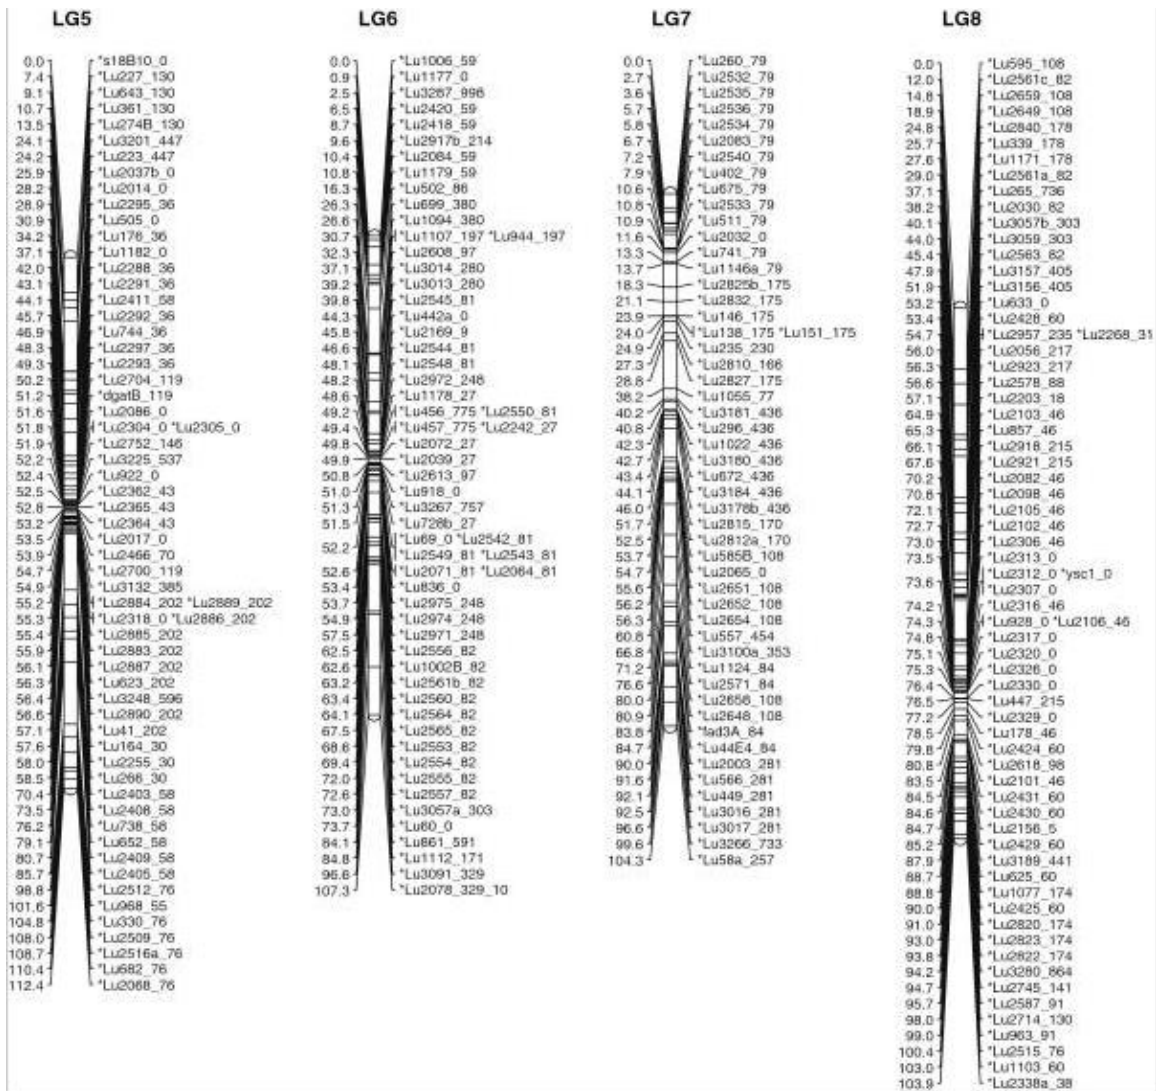 LG5
0.0 *s18B10_0
7.4 *Lu227_130
9.1 *Lu643_130
10.7 *Lu361_130
13.5 *Lu274B_130
24.1 *Lu3201_447
24.2 *Lu223_447
25.9 *Lu2037b_0
28.2 *Lu2014_0
28.9 *Lu2295_36
30.9 *Lu505_0
34.2 *Lu176_36
37.1 *Lu1182_0
42.0 *Lu2288_36
43.1 *Lu2291_36
44.1 *Lu2411_58
45.7 *Lu2292_36
46.9 *Lu744_36
48.3 *Lu2297_36
49.3 *Lu2293_36
50.2 *Lu2704_119
51.2 *dgatB_119
51.6 *Lu2086_0
51.8 *Lu2304_0 *Lu2305_0
51.9 *Lu2752_146
52.2 *Lu3225_537
52.4 *Lu922_0
52.5 *Lu2362_43
52.8 *Lu2365_43
53.2 *Lu2364_43
53.5 *Lu2017_0
53.9 *Lu2466_70
54.7 *Lu2700_119
54.9 *Lu3132_385
55.2 *Lu2884_202 *Lu2889_202
55.3 *Lu2318_0 *Lu2886_202
55.4 *Lu2885_202
55.9 *Lu2883_202
56.1 *Lu2887_202
56.3 *Lu623_202
56.4 *Lu3248_596
56.6 *Lu2890_202
57.1 *Lu41_202
57.6 *Lu164_30
58.0 *Lu2255_30
58.5 *Lu266_30
70.4 *Lu2403_58
73.5 *Lu2408_58
76.2 *Lu738_58
79.1 *Lu652_58
80.7 *Lu2409_58
85.7 *Lu2405_58
98.8 *Lu2512_76
101.6 *Lu968_55
104.8 *Lu330_76
108.0 *Lu2509_76
108.7 *Lu2516a_76
110.4 *Lu682_76
112.4 *Lu2068_76
LG6
0.0 *Lu1006_59
0.9 *Lu1177_0
2.5 *Lu3287_998
6.5 *Lu2420_59
8.7 *Lu2418_59
9.6 *Lu2917b_214
10.4 *Lu2084_59
10.8 *Lu1179_59
16.3 *Lu502_86
26.3 *Lu699_380
26.6 *Lu1094_380
30.7 *Lu1107_197 *Lu944_197
32.3 *Lu2608_97
37.1 *Lu3014_280
39.2 *Lu3013_280
39.8 *Lu2545_81
44.3 *Lu442a_0
45.8 *Lu2169_9
46.6 *Lu2544_81
48.1 *Lu2548_81
48.2 *Lu2972_248
48.6 *Lu1178_27
49.2 *Lu456_775 *Lu2550_81
49.4 *Lu457_775 *Lu2242_27
49.8 *Lu2072_27
49.9 *Lu2039_27
50.8 *Lu2613_97
51.0 *Lu918_0
51.3 *Lu3267_757
51.5 *Lu728b_27
52.2 *Lu69_0 *Lu2542_81
*Lu2549_81 *Lu2543_81
52.6 *Lu2071_81 *Lu2064_81
53.4 *Lu836_0
53.7 *Lu2975_248
54.9 *Lu2974_248
57.5 *Lu2971_248
62.5 *Lu2556_82
62.6 *Lu1002B_82
63.2 *Lu2561b_82
63.4 *Lu2560_82
64.1 *Lu2564_82
67.5 *Lu2565_82
68.6 *Lu2553_82
69.4 *Lu2554_82
72.0 *Lu2555_82
72.6 *Lu2557_82
73.0 *Lu3057a_303
73.7 *Lu60_0
84.1 *Lu861_591
84.8 *Lu1112_171
96.6 *Lu3091_329
107.3 *Lu2078_329_10
LG7
0.0 *Lu260_79
2.7 *Lu2532_79
3.6 *Lu2535_79
5.7 *Lu2536_79
5.8 *Lu2534_79
6.7 *Lu2083_79
7.2 *Lu2540_79
7.9 *Lu402_79
10.6 *Lu675_79
10.8 *Lu2533_79
10.9 *Lu511_79
11.6 *Lu2032_0
13.3 *Lu741_79
13.7 *Lu1146a_79
18.3 *Lu2825b_175
21.1 *Lu2832_175
23.9 *Lu146_175
24.0 *Lu138_175 *Lu151_175
24.9 *Lu235_230
27.3 *Lu2810_166
28.8 *Lu2827_175
38.2 *Lu1055_77
40.2 *Lu3181_436
40.8 *Lu296_436
42.3 *Lu1022_436
42.7 *Lu3180_436
43.4 *Lu672_436
44.1 *Lu3184_436
46.0 *Lu3178b_436
51.7 *Lu2815_170
52.5 *Lu2812a_170
53.7 *Lu585B_108
54.7 *Lu2065_0
55.6 *Lu2651_108
56.2 *Lu2652_108
56.3 *Lu2654_108
60.8 *Lu557_454
66.8 *Lu3100a_353
71.2 *Lu1124_84
76.6 *Lu2571_84
80.0 *Lu2656_108
80.9 *Lu2648_108
83.8 *fad3A_84
84.7 *Lu44E4_84
90.0 *Lu2003_281
91.6 *Lu566_281
92.1 *Lu449_281
92.5 *Lu3016_281
96.6 *Lu3017_281
99.6 *Lu3266_733
104.3 *Lu58a_257
LG8
0.0 *Lu595_108
12.0 *Lu2561c_82
14.8 *Lu2659_108
18.9 *Lu2649_108
24.8 *Lu2840_178
25.7 *Lu339_178
27.6 *Lu1171_178
29.0 *Lu2561a_82
37.1 *Lu265_736
38.2 *Lu2030_82
40.1 *Lu3057b_303
44.0 *Lu3059_303
45.4 *Lu2563_82
47.9 *Lu3157_405
51.9 *Lu3156_405
53.2 *Lu633_0
53.4 *Lu2428_60
54.7 *Lu2957_235 *Lu2268_31
56.0 *Lu2056_217
56.3 *Lu2923_217
56.6 *Lu2578_88
57.1 *Lu2203_18
64.9 *Lu2103_46
65.3 *Lu857_46
66.1 *Lu2918_215
67.6 *Lu2921_215
70.2 *Lu2082_46
70.8 *Lu2098_46
72.1 *Lu2105_46
72.7 *Lu2102_46
73.0 *Lu2306_46
73.5 *Lu2313_0
73.6 *Lu2312_0 *ysc1_0
*Lu2307_0
74.2 *Lu2316_46
74.3 *Lu928_0 *Lu2106_46
74.8 *Lu2317_0
75.1 *Lu2320_0
75.3 *Lu2326_0
76.4 *Lu2330_0
76.5 *Lu447_215
77.2 *Lu2329_0
78.5 *Lu178_46
79.8 *Lu2424_60
80.8 *Lu2618_98
83.5 *Lu2101_46
84.5 *Lu2431_60
84.6 *Lu2430_60
84.7 *Lu2156_5
85.2 *Lu2429_60
87.9 *Lu3189_441
88.7 *Lu625_60
88.8 *Lu1077_174
90.0 *Lu2425_60
91.0 *Lu2820_174
93.0 *Lu2823_174
93.8 *Lu2822_174
94.2 *Lu3280_864
94.7 *Lu2745_141
95.7 *Lu2587_91
98.0 *Lu2714_130
99.0 *Lu963_91
100.4 *Lu2515_76
103.0 *Lu1103_60
103.9 *Lu2338a_38